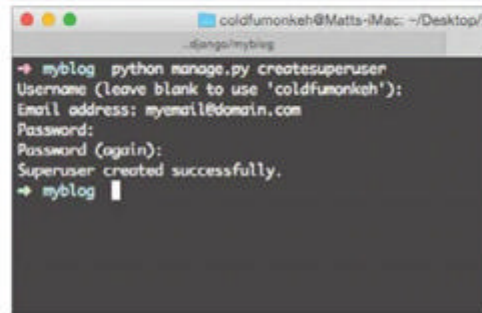 coldfumonkeh@Matts-iMac: ~/Desktop/
..django/myblog
→ myblog python manage.py createsuperuser
Username (leave blank to use 'coldfumonkeh'):
Email address: myemail@domain.com
Password:
Password (again):
Superuser created successfully.
→ myblog